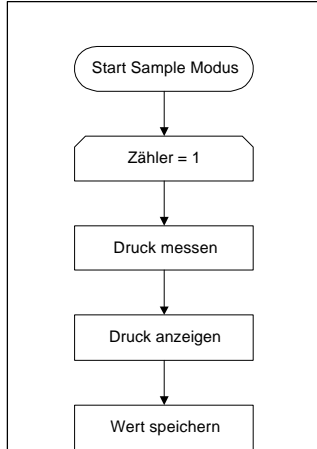 Start Sample Modus
Zähler = 1
Druck messen
Druck anzeigen
Wert speichern